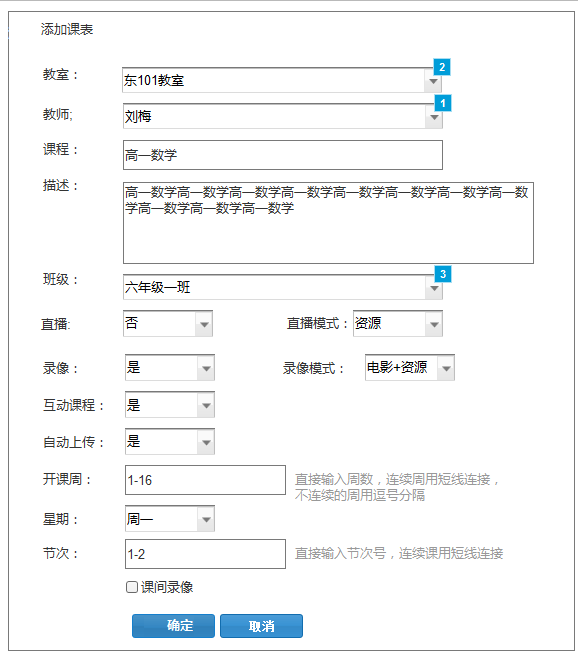 添加课表
教室： 东101教室 2
教师; 刘梅 1
课程： 高一数学
描述： 高一数学高一数学高一数学高一数学高一数学高一数学高一数学高一数
学高一数学高一数学高一数学
班级： 六年级一班 3
直播: 否 直播模式： 资源
录像： 是 录像模式： 电影+资源
互动课程： 是
自动上传： 是
开课周： 1-16 直接输入周数，连续周用短线连接，
不连续的周用逗号分隔
星期： 周一
节次： 1-2 直接输入节次号，连续课用短线连接
课间录像
确定 取消